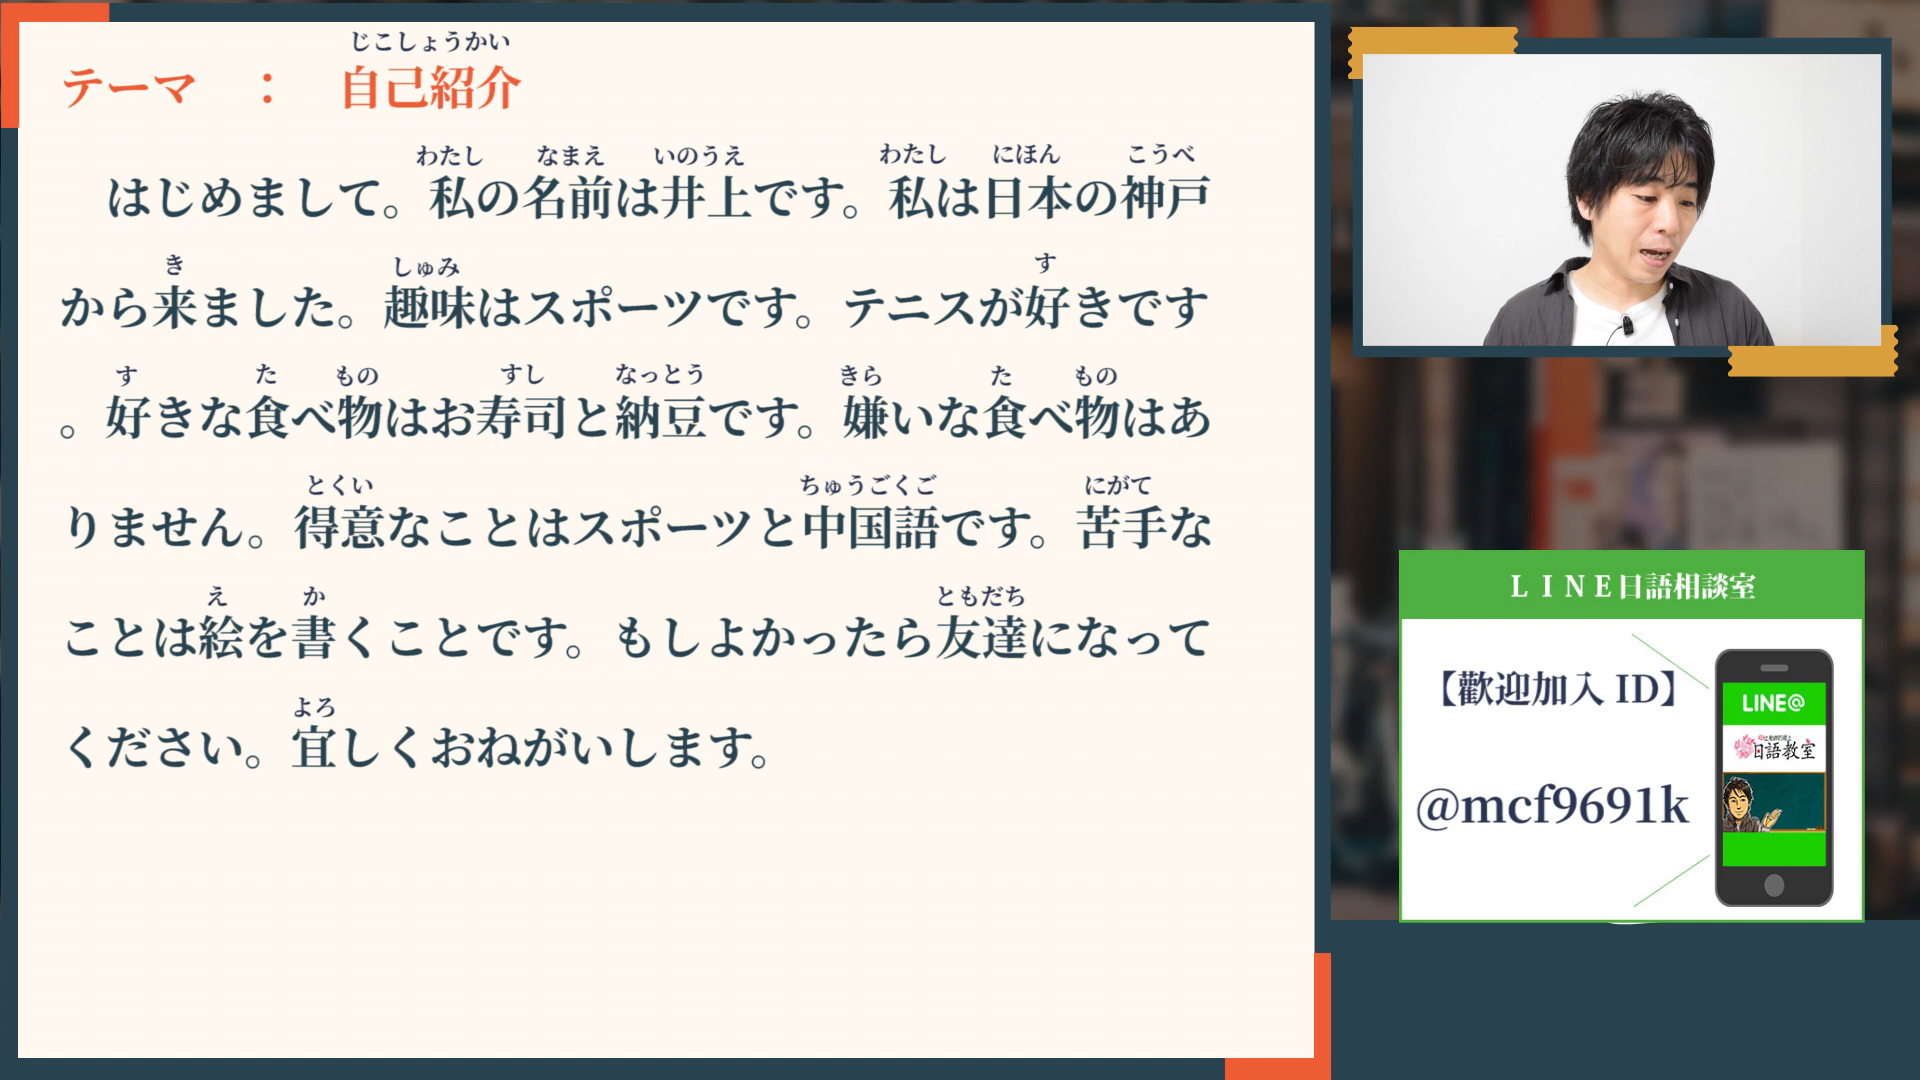 じこしょうかい
テーマ ： 自己紹介
わたし なまえ いのうえ わたし にほん こうべ
はじめまして。私の名前は井上です。私は日本の神戸
き しゅみ す
から来ました。趣味はスポーツです。テニスが好きです
す た もの すし なっとう きら た もの
。好きな食べ物はお寿司と納豆です。嫌いな食べ物はあ
とくい ちゅうごくご にがて
りません。得意なことはスポーツと中国語です。苦手な
え か ともだち
ことは絵を書くことです。もしよかったら友達になって
よろ
ください。宜しくおねがいします。
ＬＩＮＥ日語相談室
【歡迎加入 ID】
@mcf9691k
LINE@
日語教室